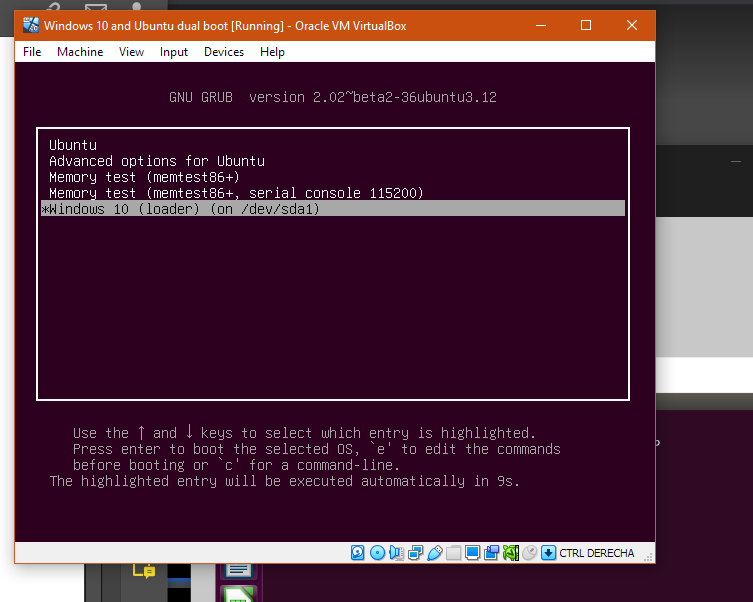 Windows 10 and Ubuntu dual boot [Running] - Oracle VM VirtualBox
File Machine View Input Devices Help
GNU GRUB version 2.02~beta2-36ubuntu3.12
Ubuntu
Advanced options for Ubuntu
Memory test (memtest86+)
Memory test (memtest86+, serial console 115200)
*Windows 10 (loader) (on /dev/sda1)
Use the ↑ and ↓ keys to select which entry is highlighted.
Press enter to boot the selected OS, `e' to edit the commands
before booting or `c' for a command-line.
The highlighted entry will be executed automatically in 9s.
CTRL DERECHA